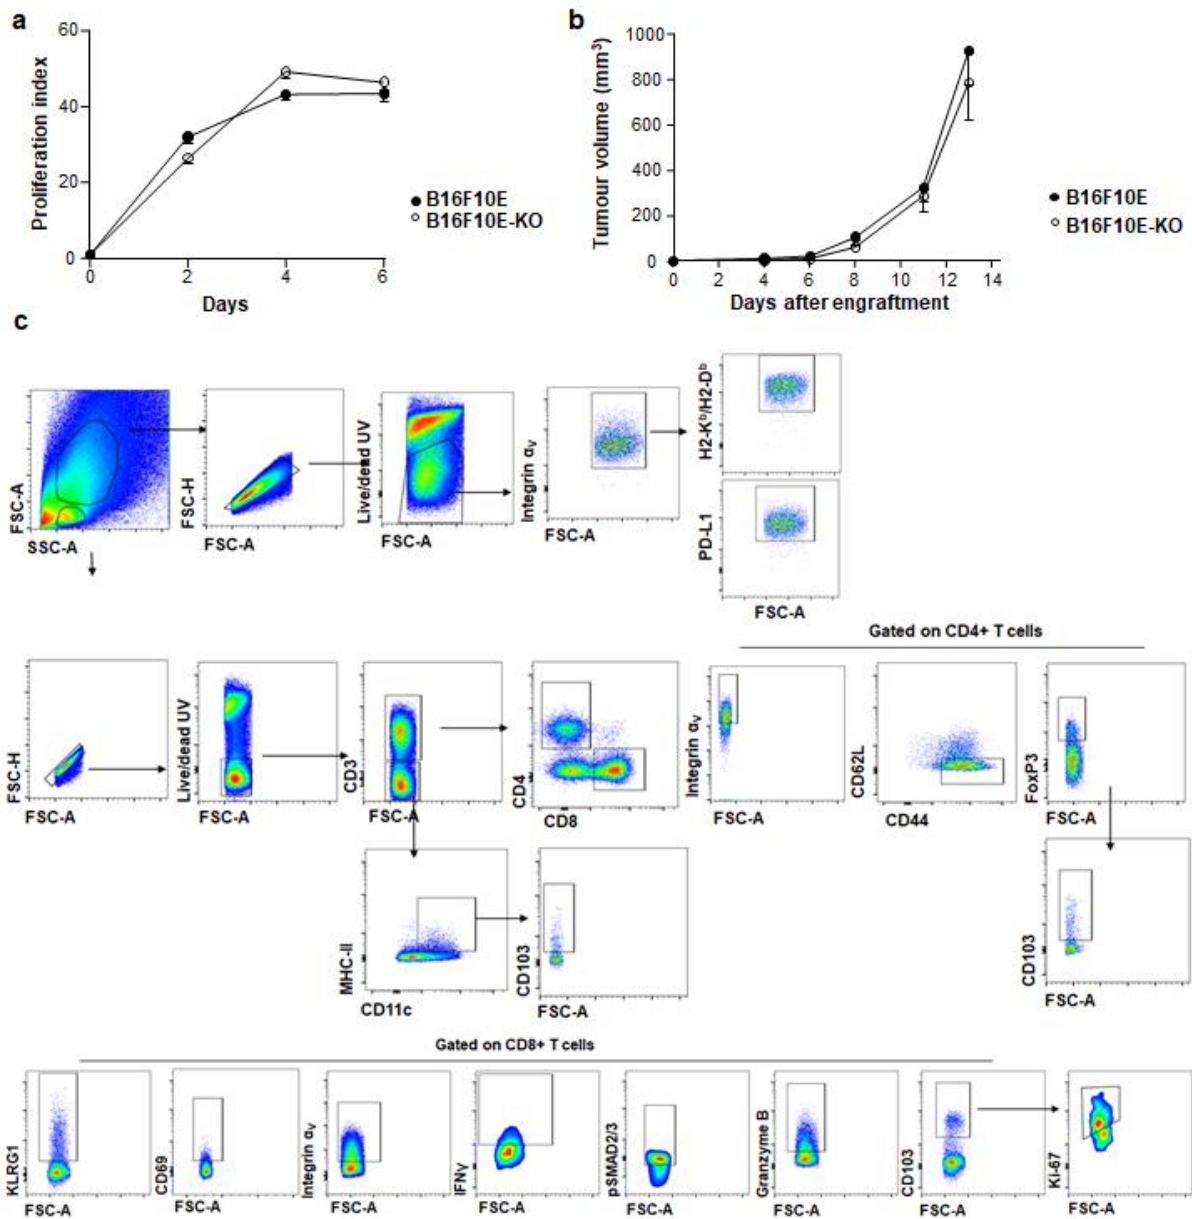 a
60
40
20
0
Proliferation index
0 2 4 6
Days
B16F10E
B16F10E-KO
b
1000
800
600
400
200
0
Tumour volume (mm³)
0 2 4 6 8 10 12 14
Days after engraftment
B16F10E
B16F10E-KO
c
FSC-A
SSC-A
FSC-H
FSC-A
Live/dead UV
FSC-A
Integrin αV
FSC-A
H2-Kᵇ/H2-Dᵇ
PD-L1
FSC-A
Gated on CD4+ T cells
FSC-H
FSC-A
Live/dead UV
FSC-A
CD3
FSC-A
CD4
CD8
Integrin αV
FSC-A
CD62L
CD44
FoxP3
FSC-A
MHC-II
CD11c
CD103
FSC-A
CD103
FSC-A
Gated on CD8+ T cells
KLRG1
FSC-A
CD69
FSC-A
Integrin αV
FSC-A
IFNγ
FSC-A
pSMAD2/3
FSC-A
Granzyme B
FSC-A
CD103
FSC-A
Ki-67
FSC-A